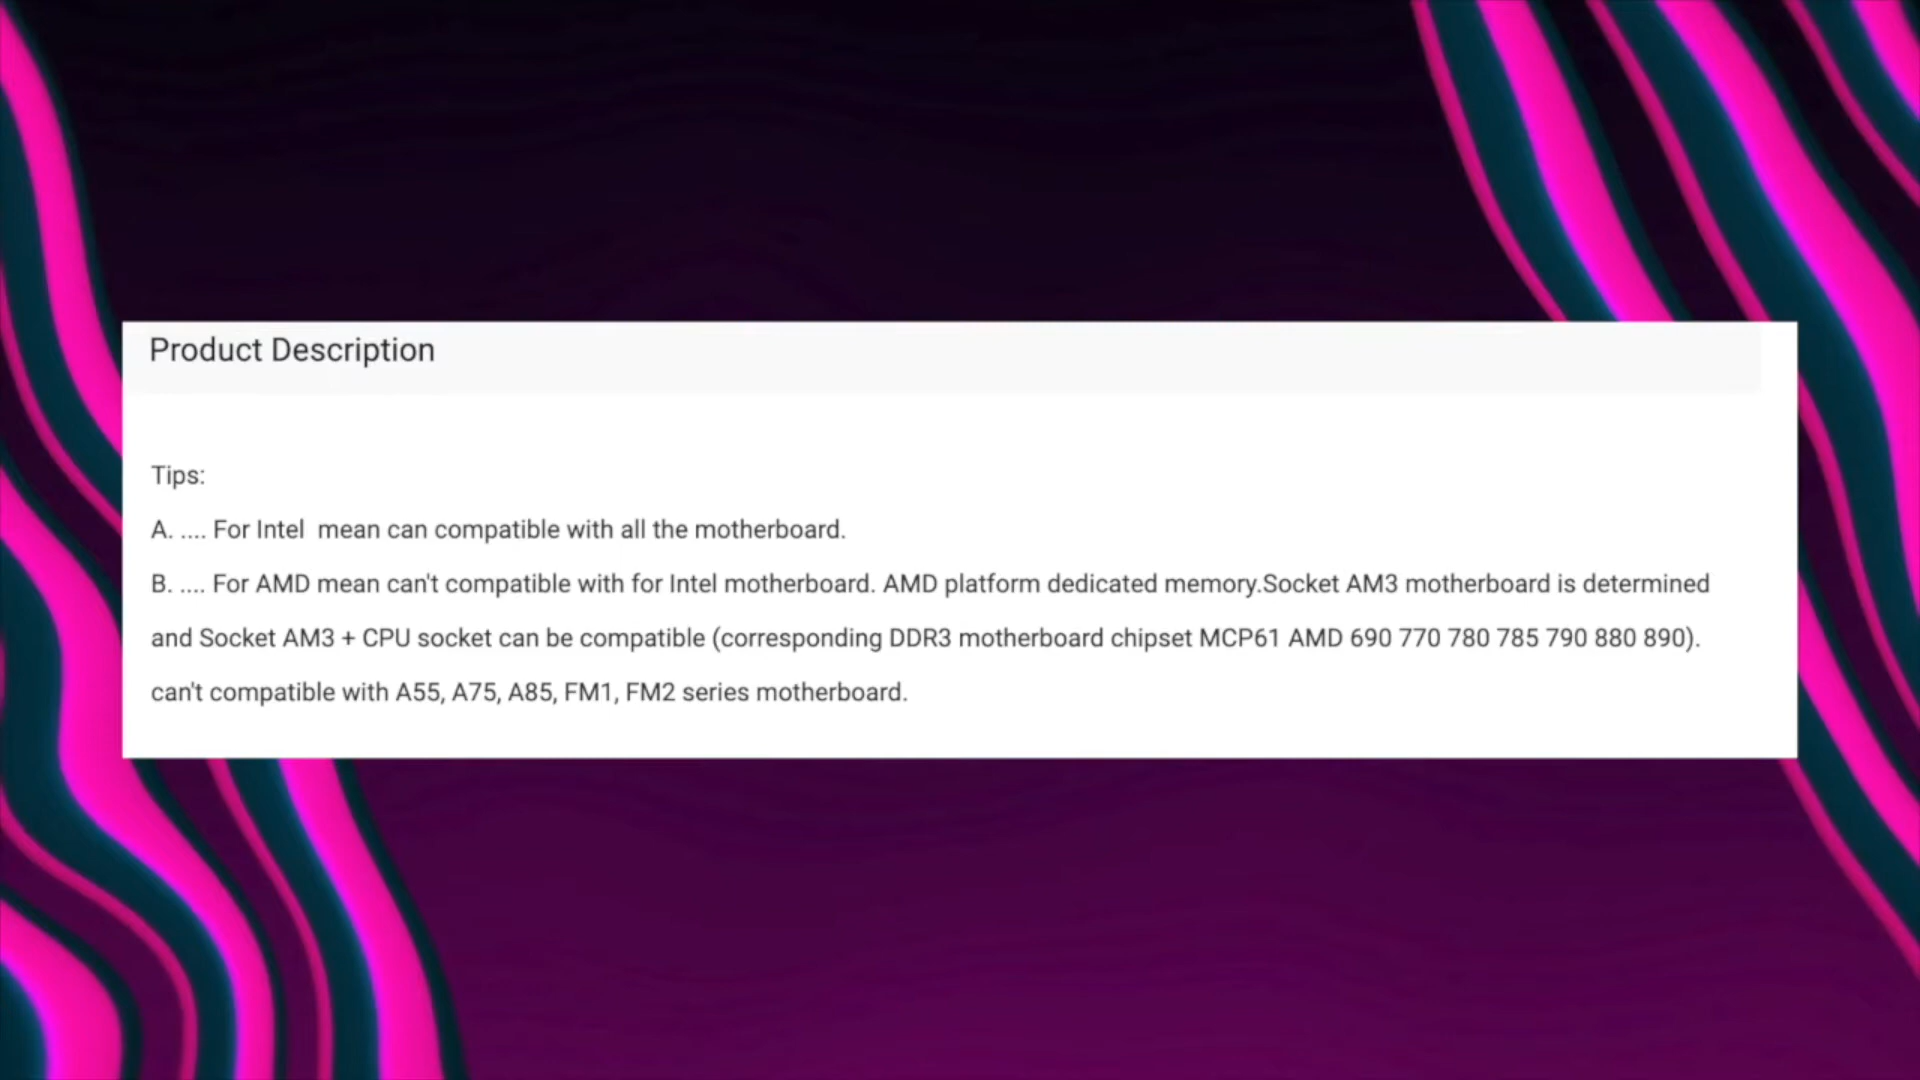 Product Description
Tips:
A. .... For Intel  mean can compatible with all the motherboard.
B. .... For AMD mean can't compatible with for Intel motherboard. AMD platform dedicated memory.Socket AM3 motherboard is determined
and Socket AM3 + CPU socket can be compatible (corresponding DDR3 motherboard chipset MCP61 AMD 690 770 780 785 790 880 890).
can't compatible with A55, A75, A85, FM1, FM2 series motherboard.